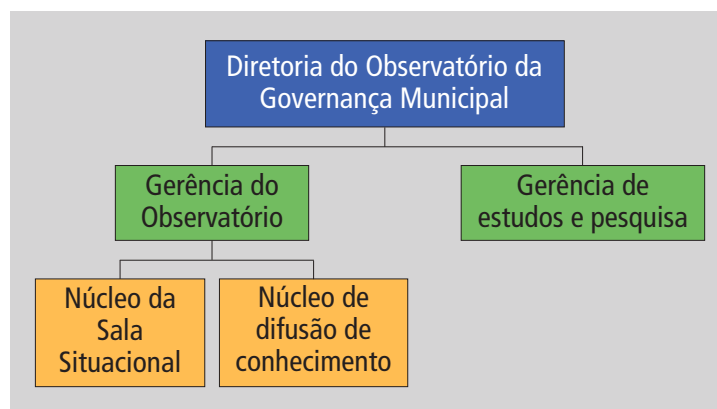 Diretoria do Observatório da
Governança Municipal
Gerência do
Observatório
Gerência de
estudos e pesquisa
Núcleo da
Sala
Situacional
Núcleo de
difusão de
conhecimento